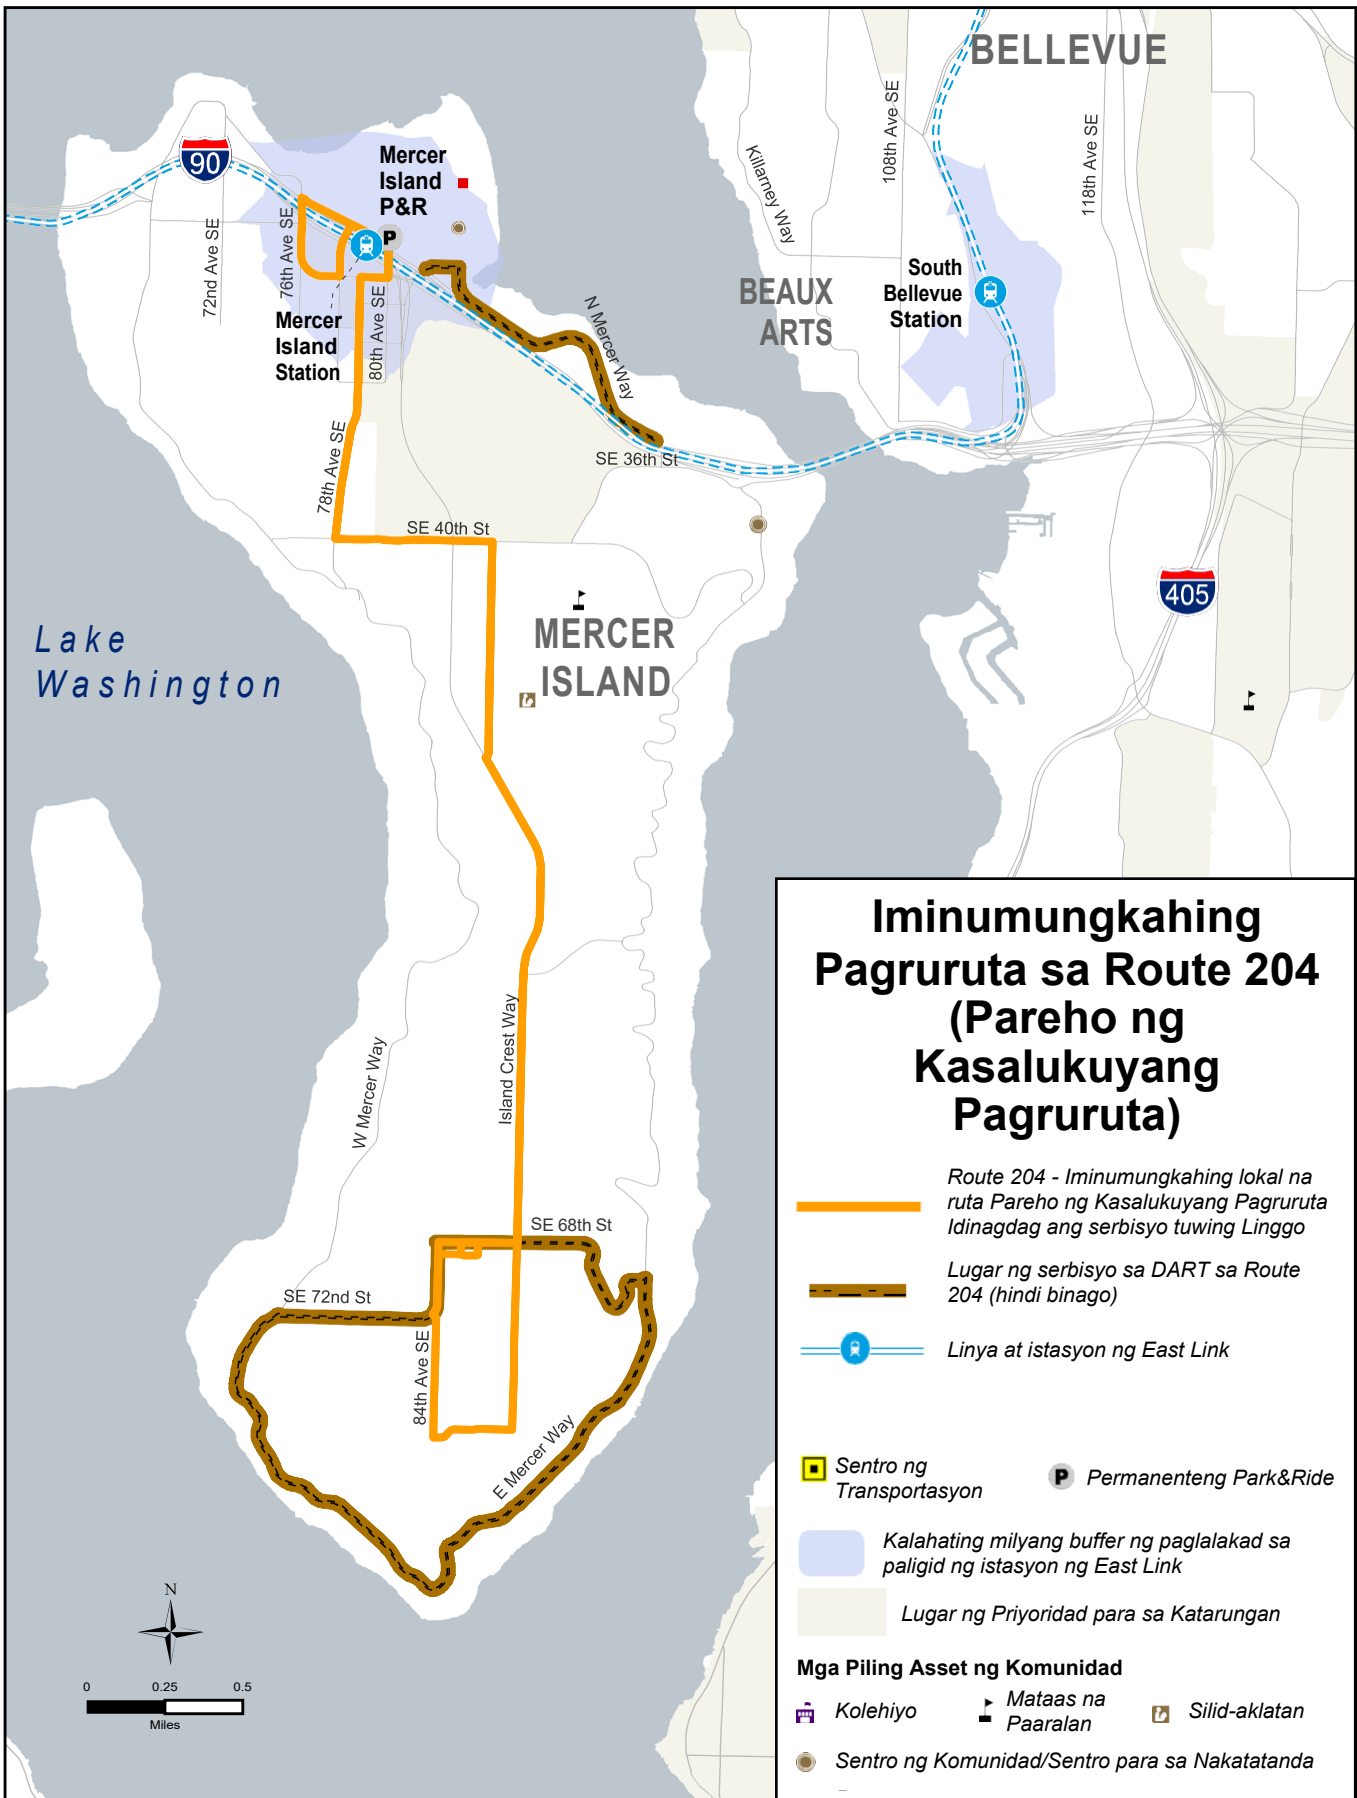 BELLEVUE
90
Mercer
Island
P&R
P
72nd Ave SE
76th Ave SE
80th Ave SE
Mercer
Island
Station
78th Ave SE
N Mercer Way
SE 36th St
SE 40th St
Killarney Way
108th Ave SE
118th Ave SE
BEAUX
ARTS
South
Bellevue
Station
405
Lake
Washington
MERCER
ISLAND
W Mercer Way
Island Crest Way
SE 68th St
SE 72nd St
84th Ave SE
E Mercer Way
N
0 0.25 0.5
Miles
Iminumungkahing
Pagruruta sa Route 204
(Pareho ng
Kasalukuyang
Pagruruta)
Route 204 - Iminumungkahing lokal na
ruta Pareho ng Kasalukuyang Pagruruta
Idinagdag ang serbisyo tuwing Linggo
Lugar ng serbisyo sa DART sa Route
204 (hindi binago)
Linya at istasyon ng East Link
Sentro ng
Transportasyon
P Permanenteng Park&Ride
Kalahating milyang buffer ng paglalakad sa
paligid ng istasyon ng East Link
Lugar ng Priyoridad para sa Katarungan
Mga Piling Asset ng Komunidad
Kolehiyo
Mataas na
Paaralan
Silid-aklatan
Sentro ng Komunidad/Sentro para sa Nakatatanda